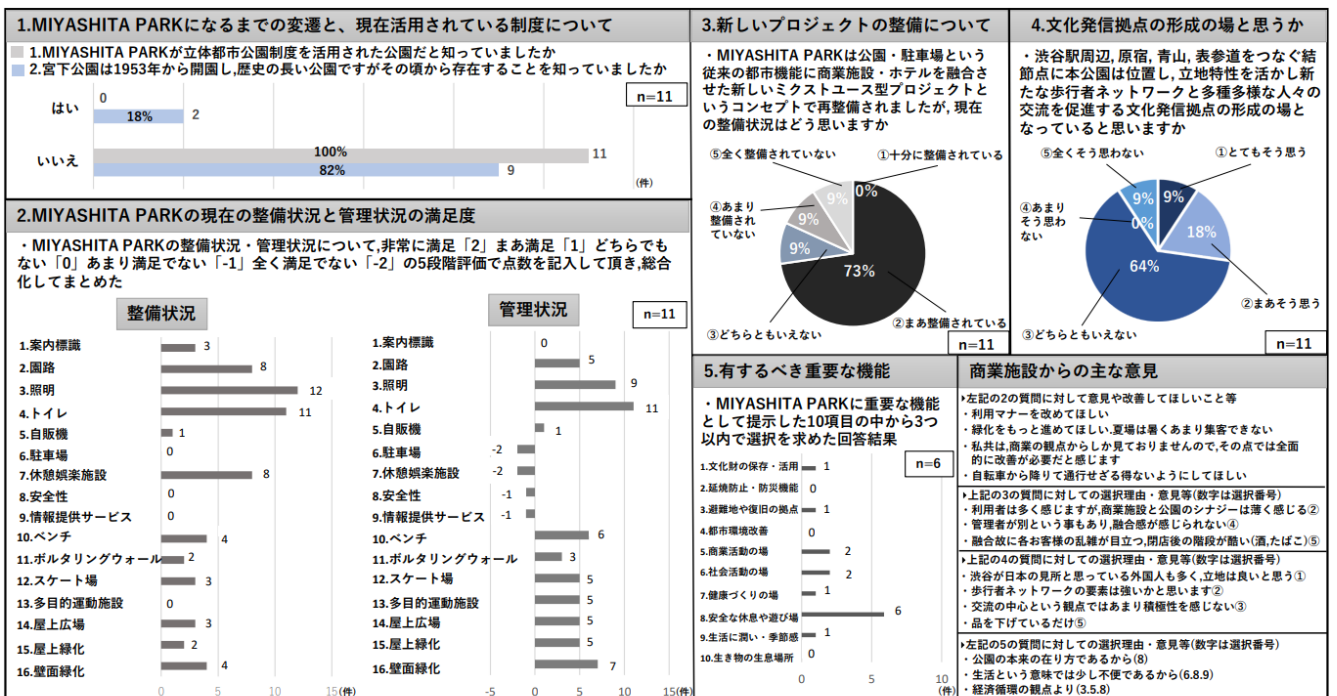 1.MIYASHITA PARKになるまでの変遷と、現在活用されている制度について
1.MIYASHITA PARKが立体都市公園制度を活用された公園だと知っていましたか
2.宮下公園は1953年から開園し,歴史の長い公園ですがその頃から存在することを知っていましたか
n=11
はい
0
18%
2
いいえ
100%
11
82%
9
(件)
2.MIYASHITA PARKの現在の整備状況と管理状況の満足度
・MIYASHITA PARKの整備状況・管理状況について,非常に満足「2」まあ満足「1」どちらでも
ない「0」あまり満足でない「-1」全く満足でない「-2」の5段階評価で点数を記入して頂き,総合
化してまとめた
整備状況
1.案内標識 3
2.園路 8
3.照明 12
4.トイレ 11
5.自販機 1
6.駐車場 0
7.休憩娯楽施設 8
8.安全性 0
9.情報提供サービス 0
10.ベンチ 4
11.ボルタリングウォール 2
12.スケート場 3
13.多目的運動施設 0
14.屋上広場 3
15.屋上緑化 2
16.壁面緑化 4
0 5 10 15(件)
管理状況
n=11
1.案内標識 0
2.園路 5
3.照明 9
4.トイレ 11
5.自販機 1
6.駐車場 -2
7.休憩娯楽施設 -2
8.安全性 -1
9.情報提供サービス -1
10.ベンチ 6
11.ボルタリングウォール 3
12.スケート場 5
13.多目的運動施設 5
14.屋上広場 5
15.屋上緑化 5
16.壁面緑化 7
-5 0 5 10 15(件)
3.新しいプロジェクトの整備について
・MIYASHITA PARKは公園・駐車場という
従来の都市機能に商業施設・ホテルを融合さ
せた新しいミクストユース型プロジェクト
というコンセプトで再整備されましたが, 現在
の整備状況はどう思いますか
⑤全く整備されていない
①十分に整備されている
④あまり
整備され
ていない
9%
0%
9%
9%
73%
③どちらともいえない
②まあ整備されている
n=11
4.文化発信拠点の形成の場と思うか
・渋谷駅周辺, 原宿, 青山, 表参道をつなぐ結
節点に本公園は位置し, 立地特性を活かし新
たな歩行者ネットワークと多種多様な人々の
交流を促進する文化発信拠点の形成の場と
なっていると思いますか
⑤全くそう思わない
①とてもそう思う
④あまり
そう思わ
ない
9%
9%
0%
18%
64%
②まあそう思う
③どちらともいえない
n=11
5.有するべき重要な機能
・MIYASHITA PARKに重要な機能
として提示した10項目の中から3つ
以内で選択を求めた回答結果
n=6
1.文化財の保存・活用 1
2.延焼防止・防災機能 0
3.避難地や復旧の拠点 1
4.都市環境改善 0
5.商業活動の場 2
6.社会活動の場 2
7.健康づくりの場 1
8.安全な休息や遊び場 6
9.生活に潤い・季節感 1
10.生き物の生息場所 0
0 5 10
(件)
商業施設からの主な意見
▸左記の2の質問に対して意見や改善してほしいこと等
・利用マナーを改めてほしい
・緑化をもっと進めてほしい.夏場は暑くあまり集客できない
・私共は,商業の観点からしか見ておりませんので,その点では全面
的に改善が必要だと感じます
・自転車から降りて通行せざる得ないようにしてほしい
▸上記の3の質問に対しての選択理由・意見等(数字は選択番号)
・利用者は多く感じますが,商業施設と公園のシナジーは薄く感じる②
・管理者が別という事もあり,融合感が感じられない④
・融合故に各お客様の乱雑が目立つ,閉店後の階段が酷い(酒,たばこ)⑤
▸上記の4の質問に対しての選択理由・意見等(数字は選択番号)
・渋谷が日本の見所と思っている外国人も多く,立地は良いと思う①
・歩行者ネットワークの要素は強いかと思います②
・交流の中心という観点ではあまり積極性を感じない③
・品を下げているだけ⑤
▸左記の5の質問に対しての選択理由・意見等(数字は選択番号)
・公園の本来の在り方であるから(8)
・生活という意味では少し不便であるから(6.8.9)
・経済循環の観点より(3.5.8)